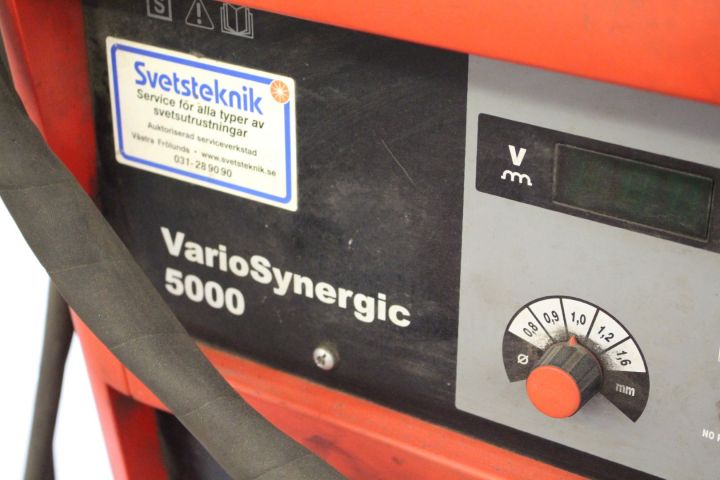 S
Svetsteknik
Service för alla typer av
svetsutrustningar
Auktoriserad serviceverkstad
Västra Frölunda - www.svetsteknik.se
031-28 90 90
VarioSynergic
5000
V
0,8 0,9 1,0 1,2 1,6
Ø mm
NO